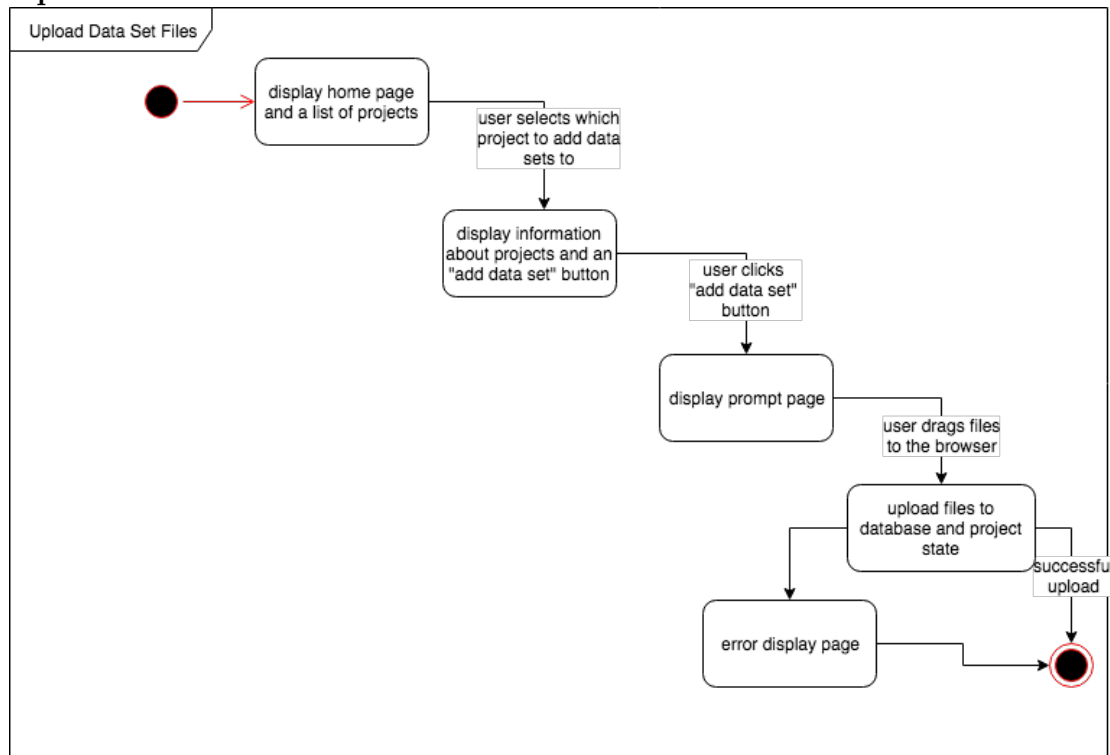 Upload Data Set Files
display home page
and a list of projects
user selects which
project to add data
sets to
display information
about projects and an
"add data set" button
user clicks
"add data set"
button
display prompt page
user drags files
to the browser
upload files to
database and project
state
successfu
upload
error display page